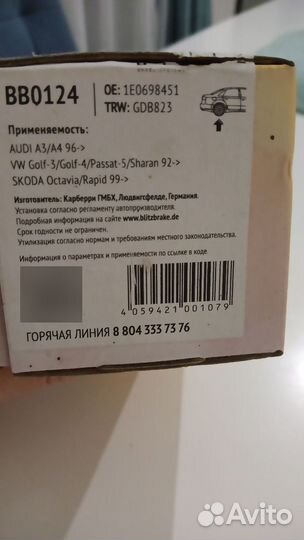 BB0124
OE: 1E0698451
TRW: GDB823
Применяемость:
AUDI A3/A4 96->
VW Golf-3/Golf-4/Passat-5/Sharan 92->
SKODA Octavia/Rapid 99->
Изготовитель: Карберри ГМБХ, Людвигсфелде, Германия.
Установка согласно регламенту автопрризводителя.
Подробная информация на сайте www.blitzbrake.de
Срок годности не ограничен.
Утилизация согласно нормам и требованиям местного законодательства.
Информация о параметрах и применяемости по ссылке в коде
4 059421 001079
ГОРЯЧАЯ ЛИНИЯ 8 804 333 73 76
Avito